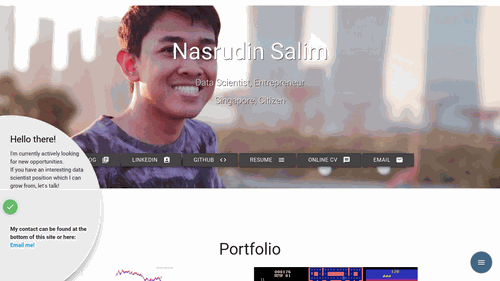 Nasrudin Salim
Data Scientist, Entrepreneur
Singapore, Citizen
LOG LINKEDIN GITHUB RESUME ONLINE CV EMAIL
Hello there!
I'm currently actively looking
for new opportunities.
If you have an interesting data
scientist position which I can
grow from, let's talk!
My contact can be found at the
bottom of this site or here:
Email me!
Portfolio